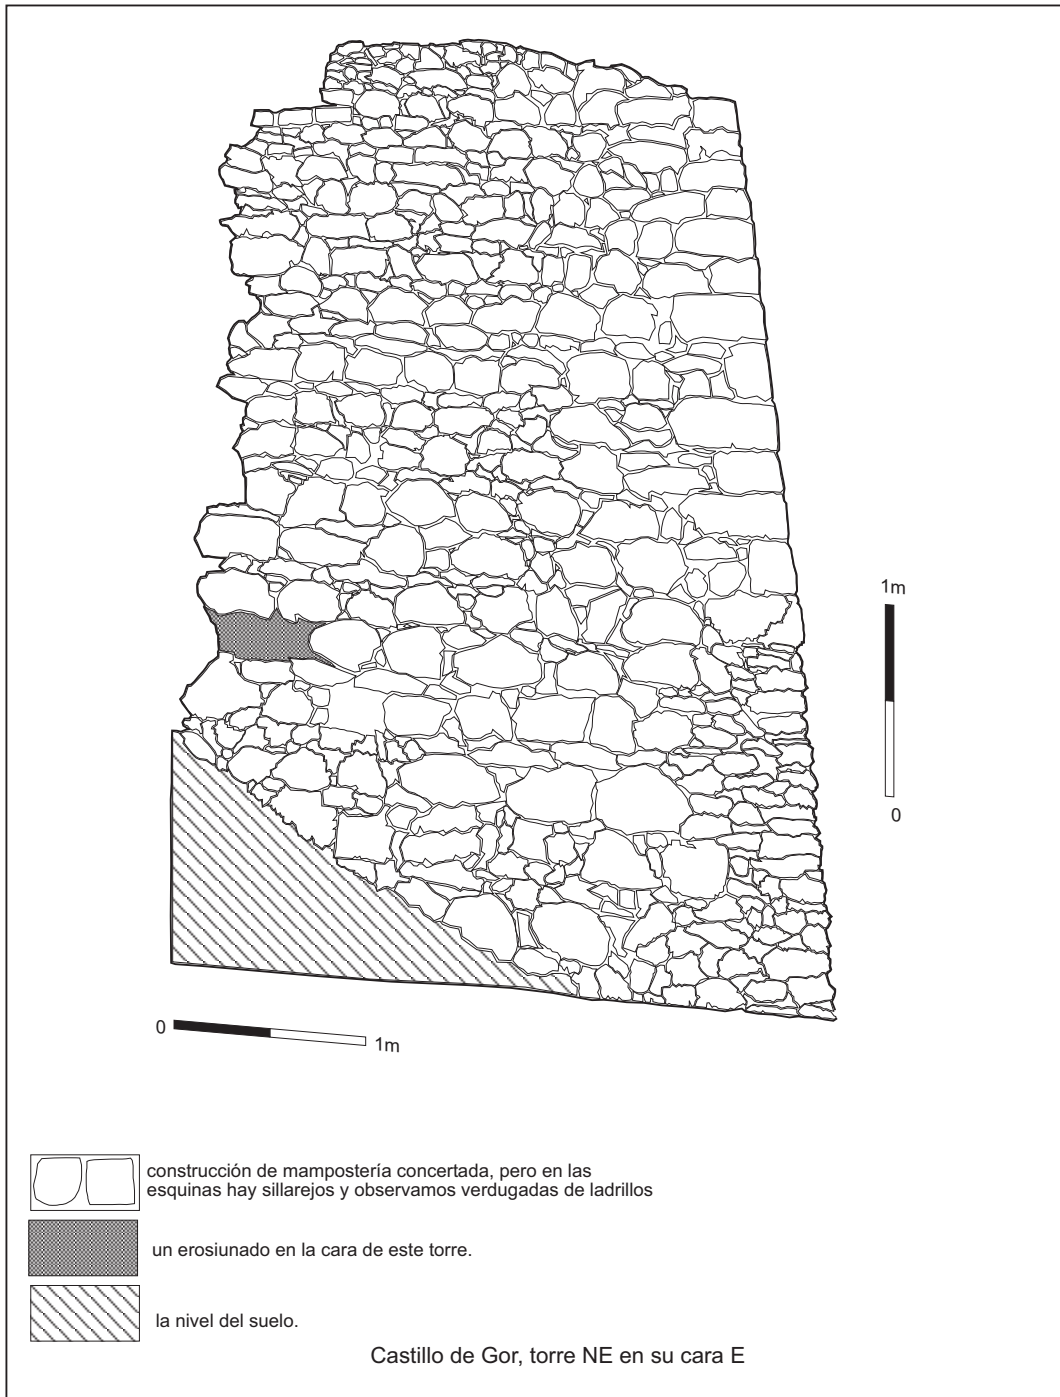 1m
0
0
1m
construcción de mampostería concertada, pero en las
esquinas hay sillarejos y observamos verdugadas de ladrillos
un erosiunado en la cara de este torre.
la nivel del suelo.
Castillo de Gor, torre NE en su cara E